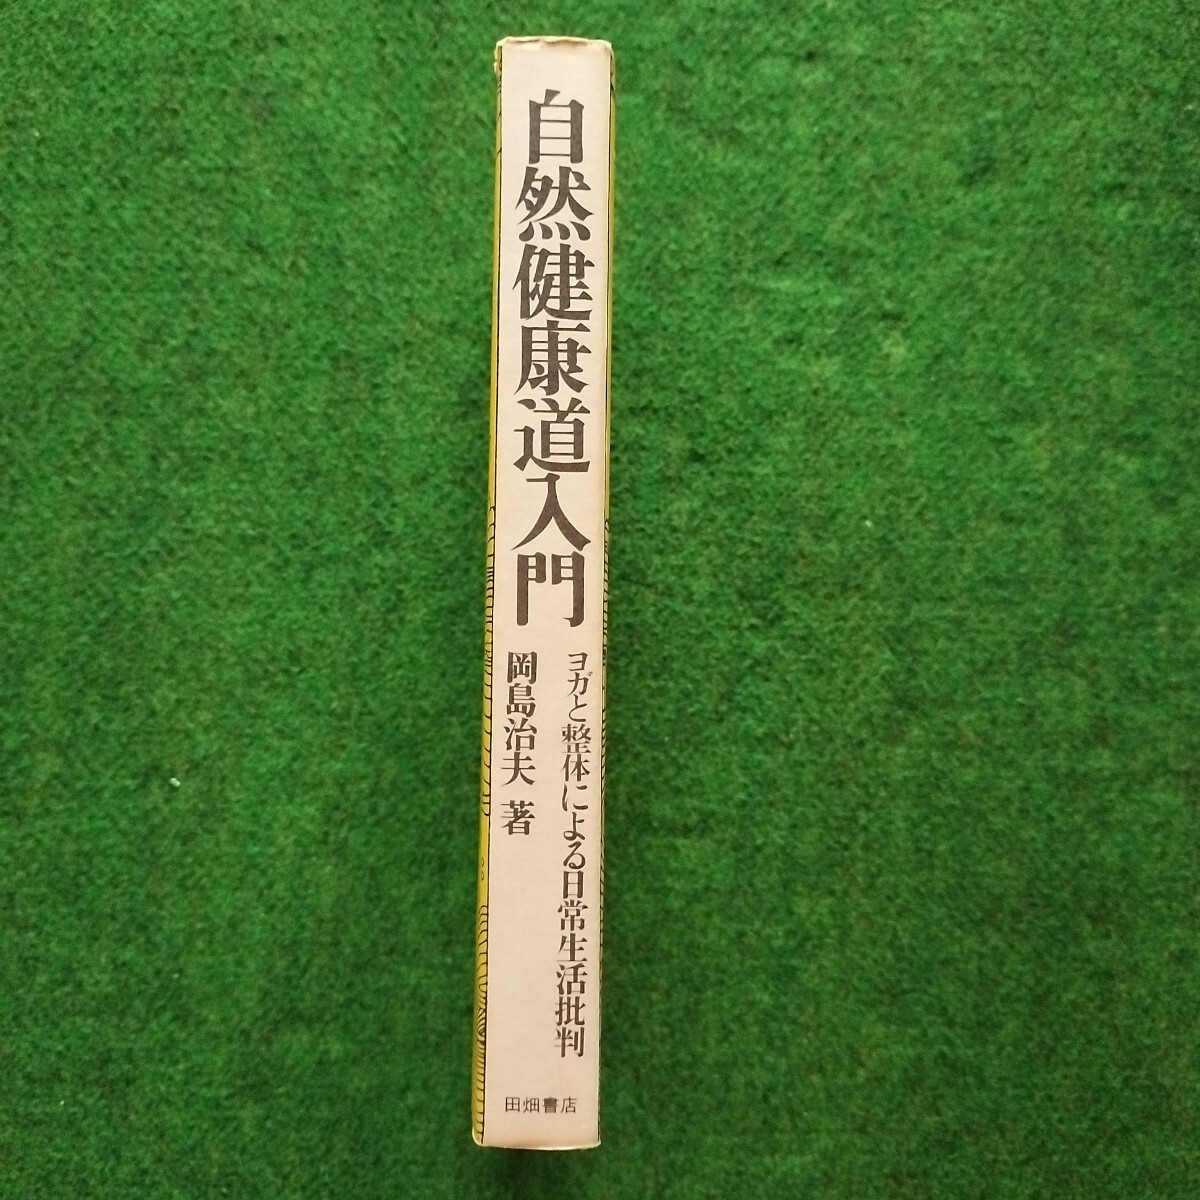 自然健康道入門
ヨガと整体による日常生活批判
岡島治夫 著
田畑書店